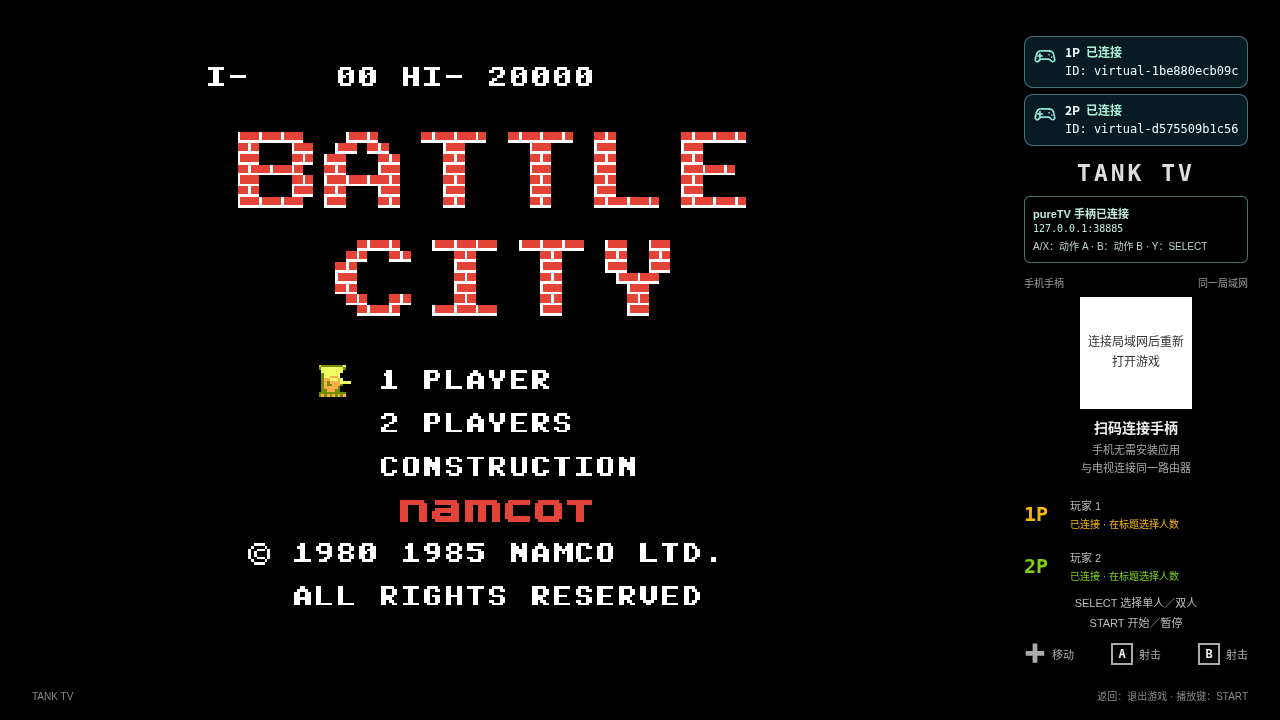 I- 00 HI- 20000
BATTLE
CITY
1 PLAYER
2 PLAYERS
CONSTRUCTION
namcot
© 1980 1985 NAMCO LTD.
ALL RIGHTS RESERVED
TANK TV
1P 已连接
ID: virtual-1be880ecb09c
2P 已连接
ID: virtual-d575509b1c56
TANK TV
pureTV 手柄已连接
127.0.0.1:38885
A/X：动作 A · B：动作 B · Y：SELECT
手机手柄 同一局域网
连接局域网后重新
打开游戏
扫码连接手柄
手机无需安装应用
与电视连接同一路由器
1P 玩家 1
已连接 · 在标题选择人数
2P 玩家 2
已连接 · 在标题选择人数
SELECT 选择单人／双人
START 开始／暂停
移动 A 射击 B 射击
返回：退出游戏 · 播放键：START